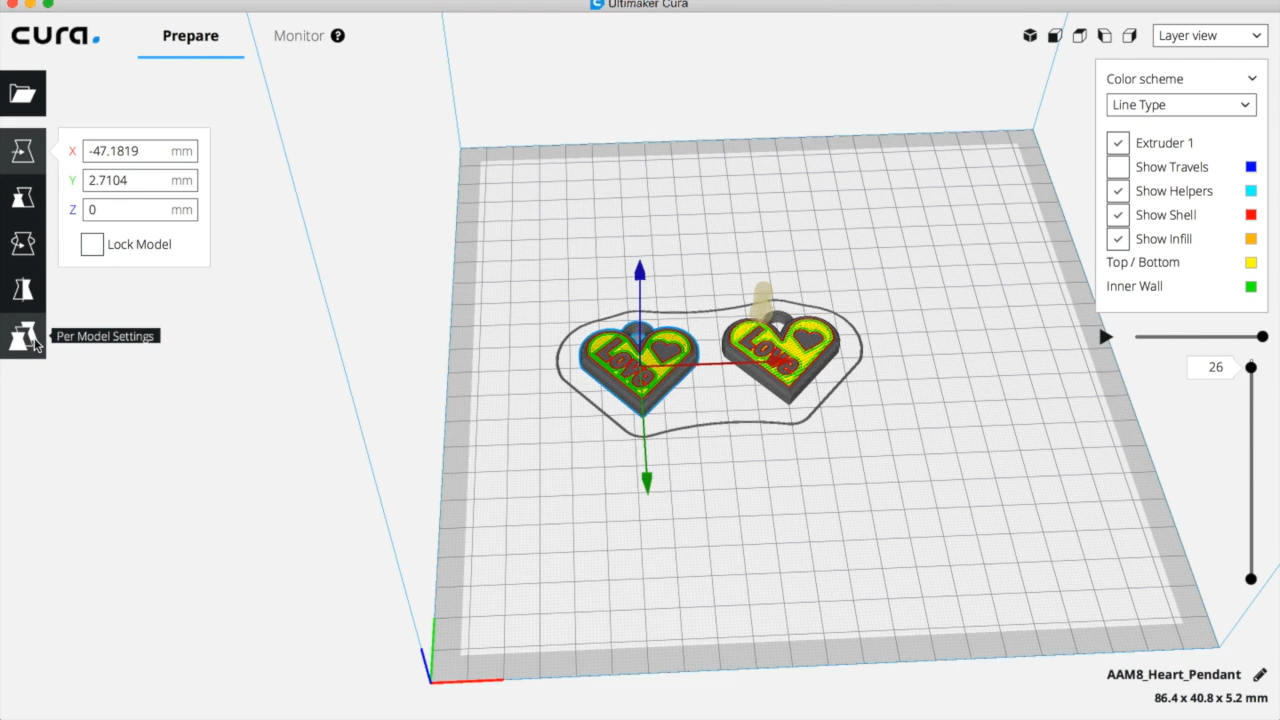 Ultimaker Cura
cura.
Prepare
Monitor ?
Layer view
Color scheme
Line Type
X -47.1819 mm
Y 2.7104 mm
Z 0 mm
Lock Model
Extruder 1
Show Travels
Show Helpers
Show Shell
Show Infill
Top / Bottom
Inner Wall
Per Model Settings
26
Love
Love
AAM8_Heart_Pendant
86.4 x 40.8 x 5.2 mm